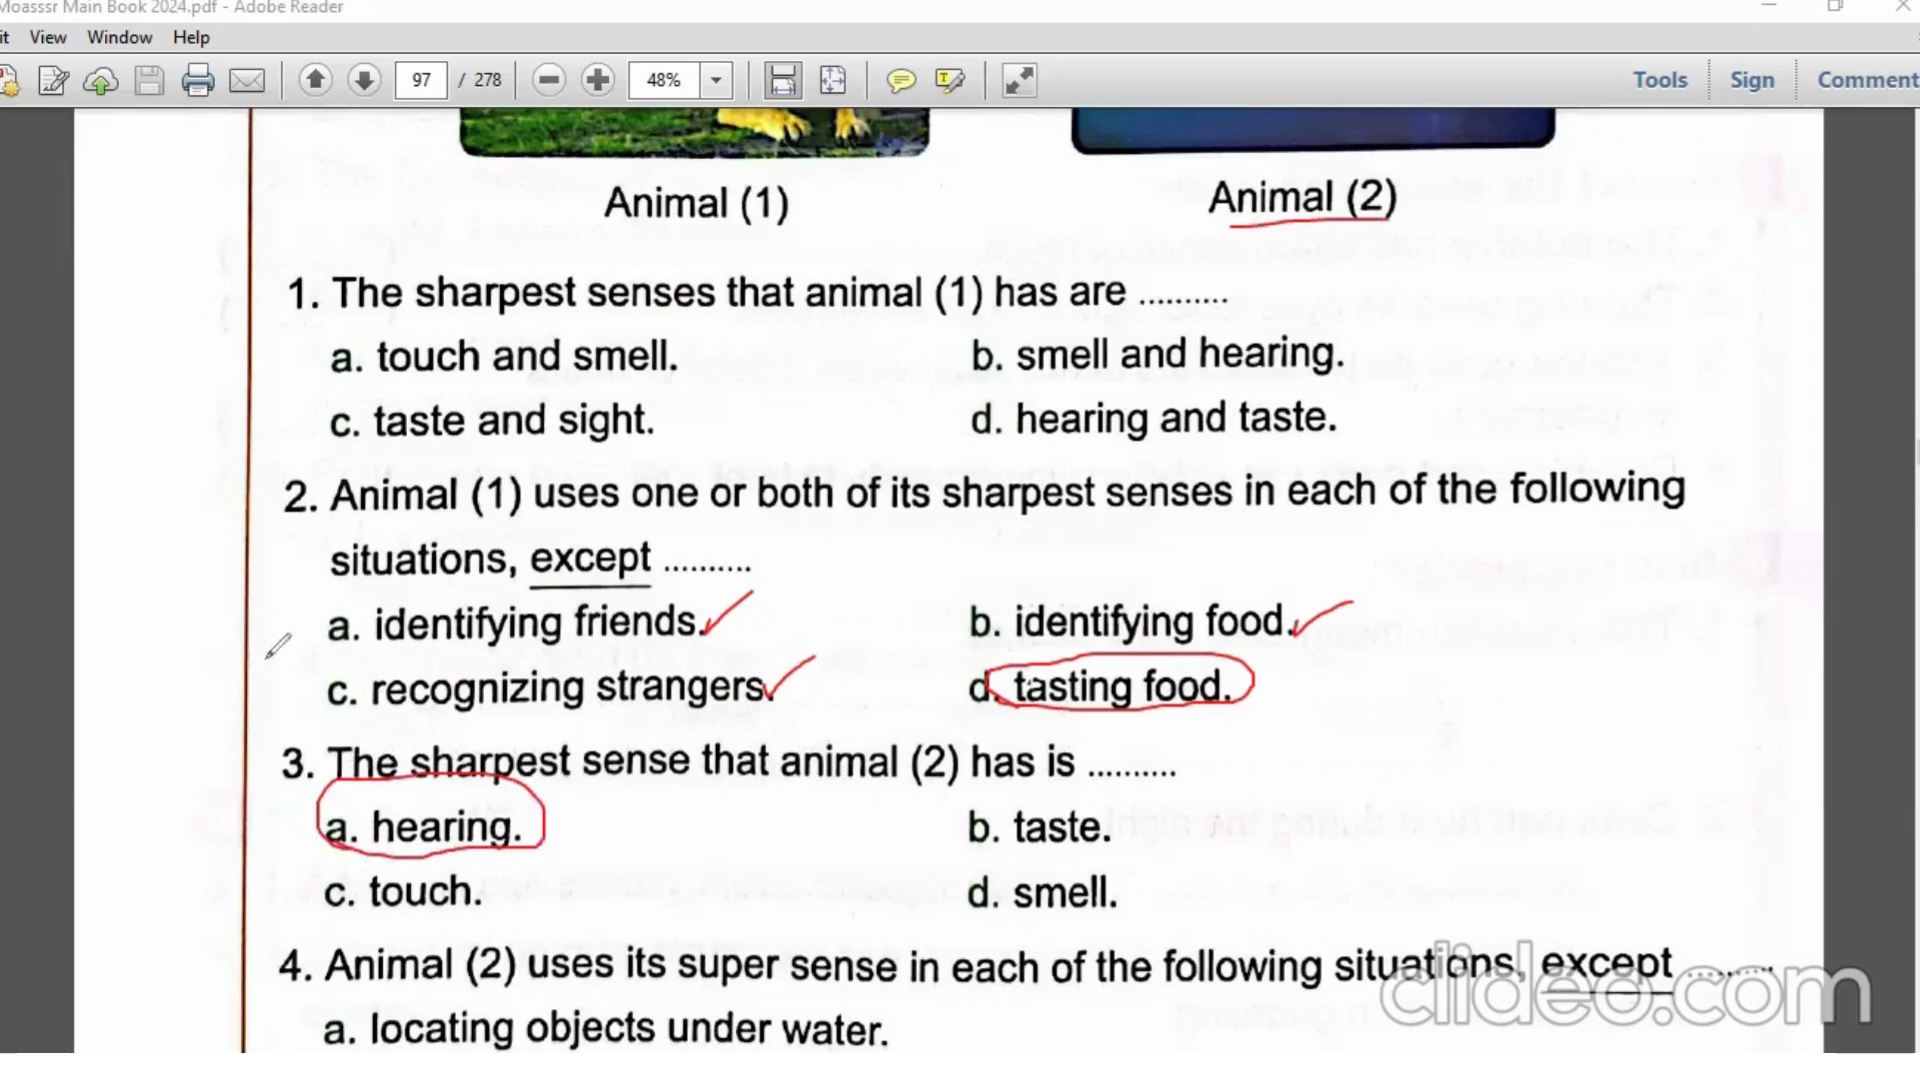 Moasssr Main Book 2024.pdf - Adobe Reader
it View Window Help
97 / 278 48% Tools Sign Comment
Animal (1) Animal (2)
1. The sharpest senses that animal (1) has are ..........
a. touch and smell. b. smell and hearing.
c. taste and sight. d. hearing and taste.
2. Animal (1) uses one or both of its sharpest senses in each of the following
situations, except ..........
a. identifying friends. b. identifying food.
c. recognizing strangers. d. tasting food.
3. The sharpest sense that animal (2) has is ..........
a. hearing. b. taste.
c. touch. d. smell.
4. Animal (2) uses its super sense in each of the following situations, except ..........
clideo.com
a. locating objects under water.